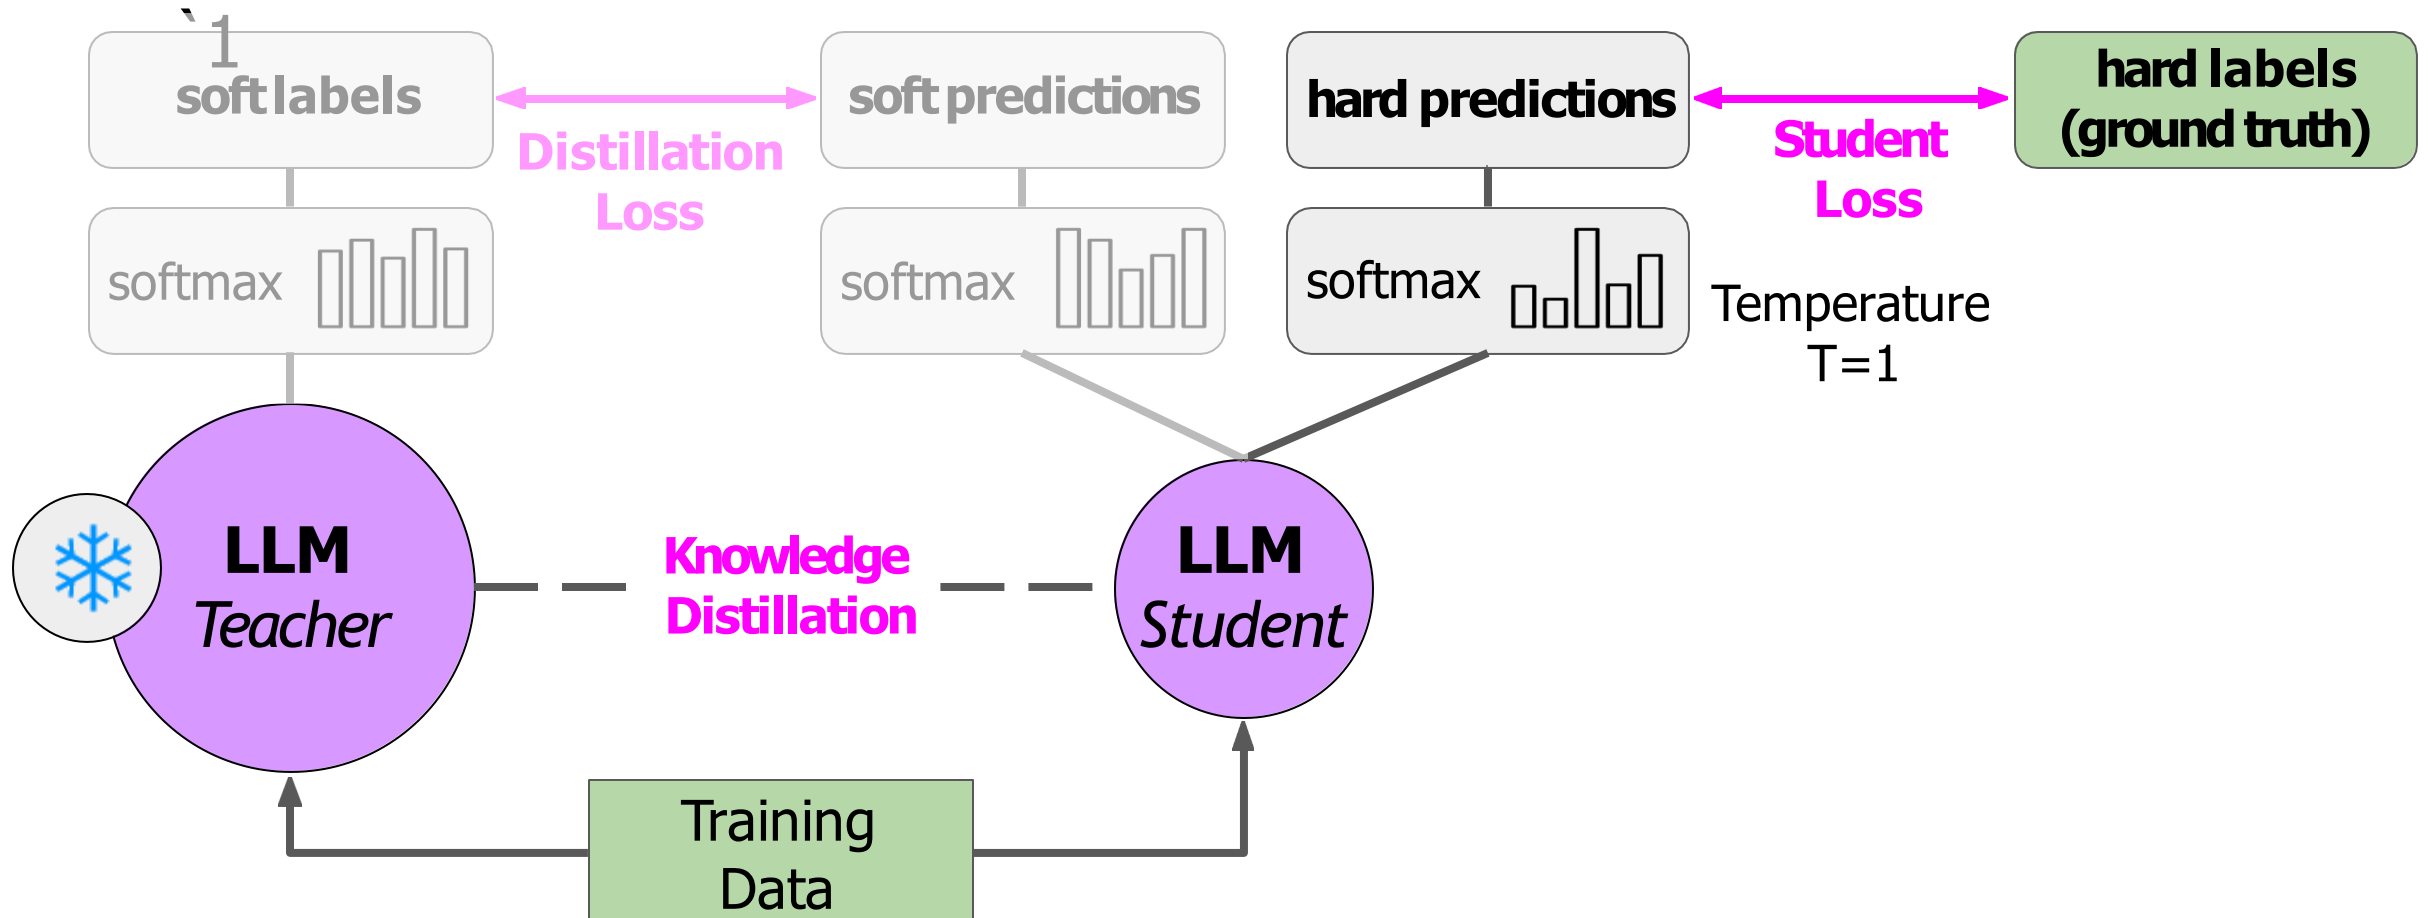 `1
soft labels
soft predictions
hard predictions
hard labels
(ground truth)
Distillation
Loss
Student
Loss
softmax
softmax
softmax
Temperature
T=1
LLM
Teacher
Knowledge
Distillation
LLM
Student
Training
Data